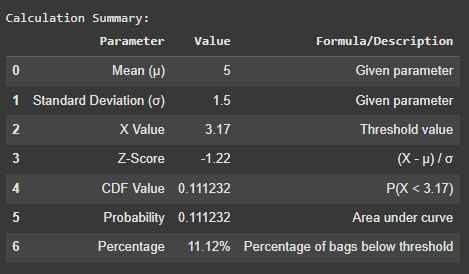 Calculation Summary:
Parameter Value Formula/Description
0 Mean (μ) 5 Given parameter
1 Standard Deviation (σ) 1.5 Given parameter
2 X Value 3.17 Threshold value
3 Z-Score -1.22 (X - μ) / σ
4 CDF Value 0.111232 P(X < 3.17)
5 Probability 0.111232 Area under curve
6 Percentage 11.12% Percentage of bags below threshold